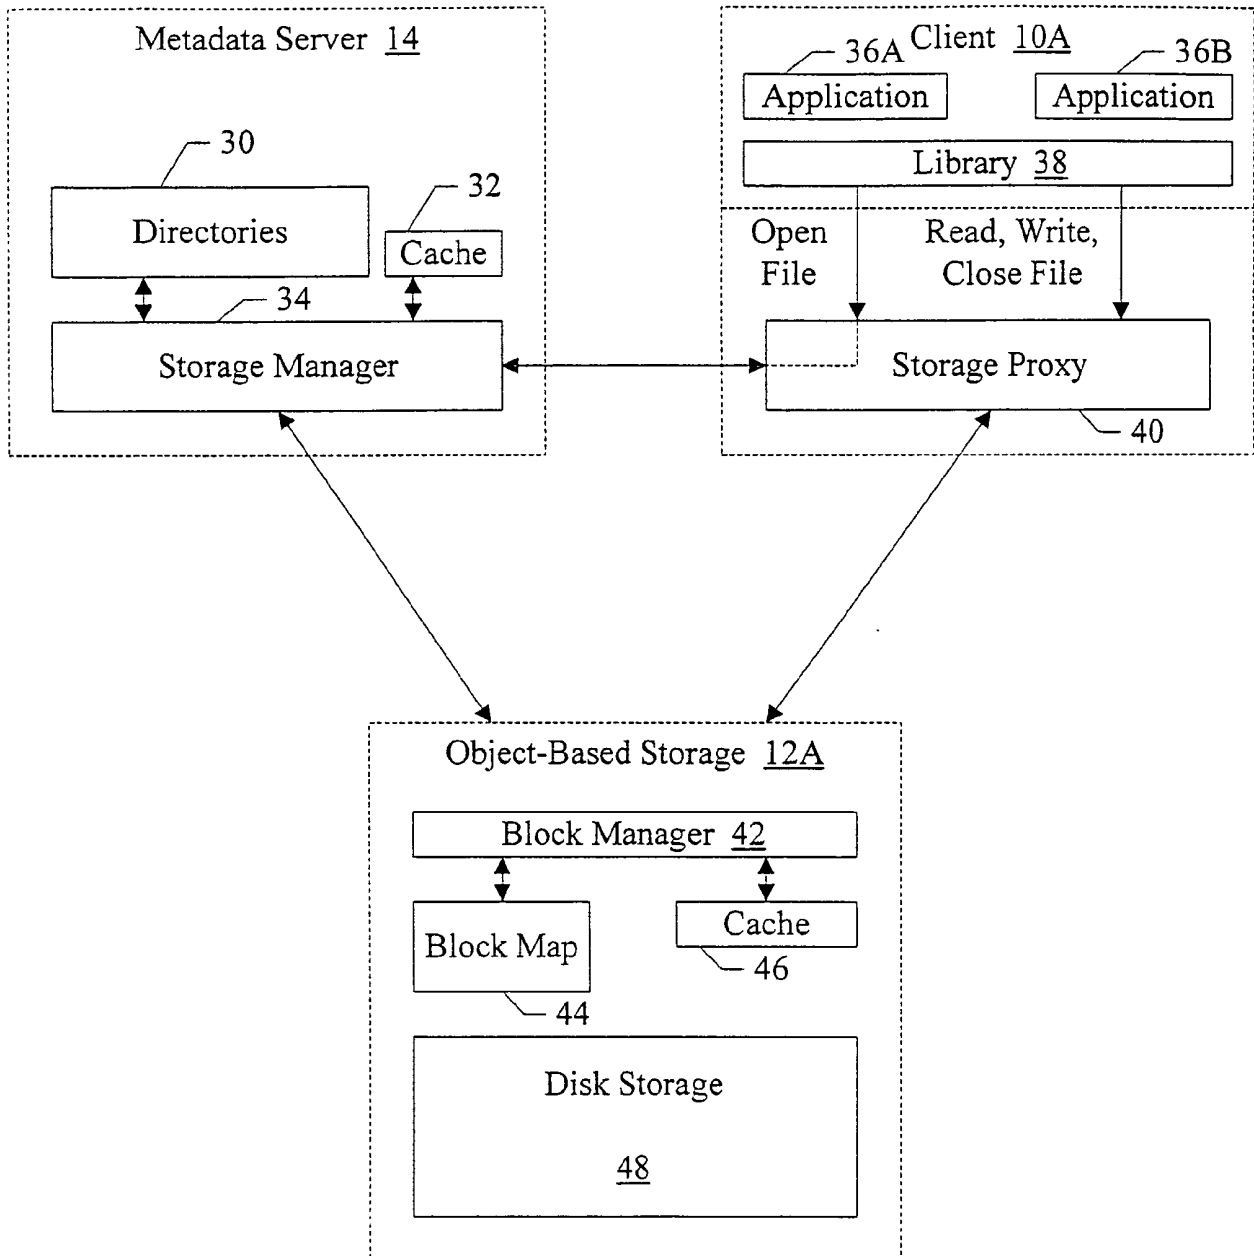 Metadata Server 14
30
32
Directories
Cache
34
Storage Manager
Client 10A
36A
36B
Application
Application
Library 38
Open
File
Read, Write,
Close File
Storage Proxy
40
Object-Based Storage 12A
Block Manager 42
Block Map
44
Cache
46
Disk Storage
48